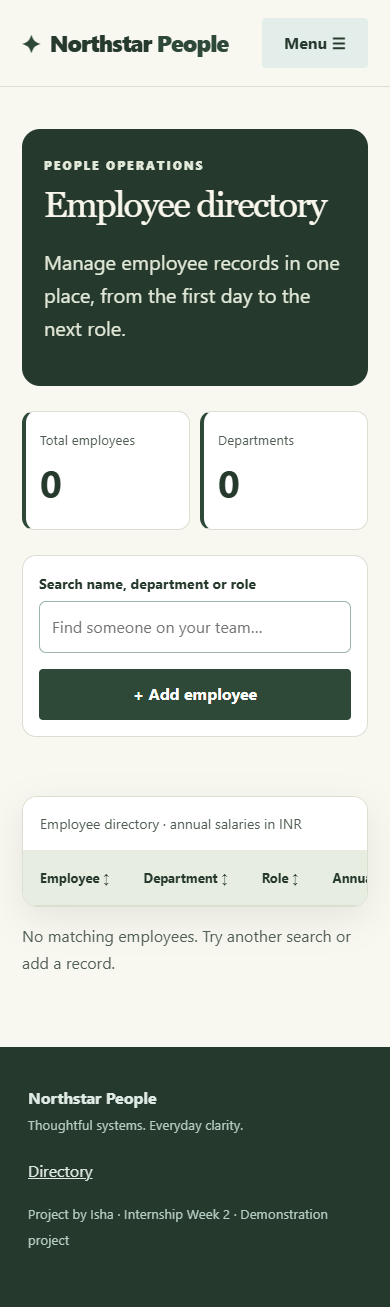 ✦ Northstar People
Menu ☰
PEOPLE OPERATIONS
Employee directory
Manage employee records in one
place, from the first day to the
next role.
Total employees
0
Departments
0
Search name, department or role
Find someone on your team...
+ Add employee
Employee directory · annual salaries in INR
Employee ↕ Department ↕ Role ↕
No matching employees. Try another search or
add a record.
Northstar People
Thoughtful systems. Everyday clarity.
Directory
Project by Isha · Internship Week 2 · Demonstration
project